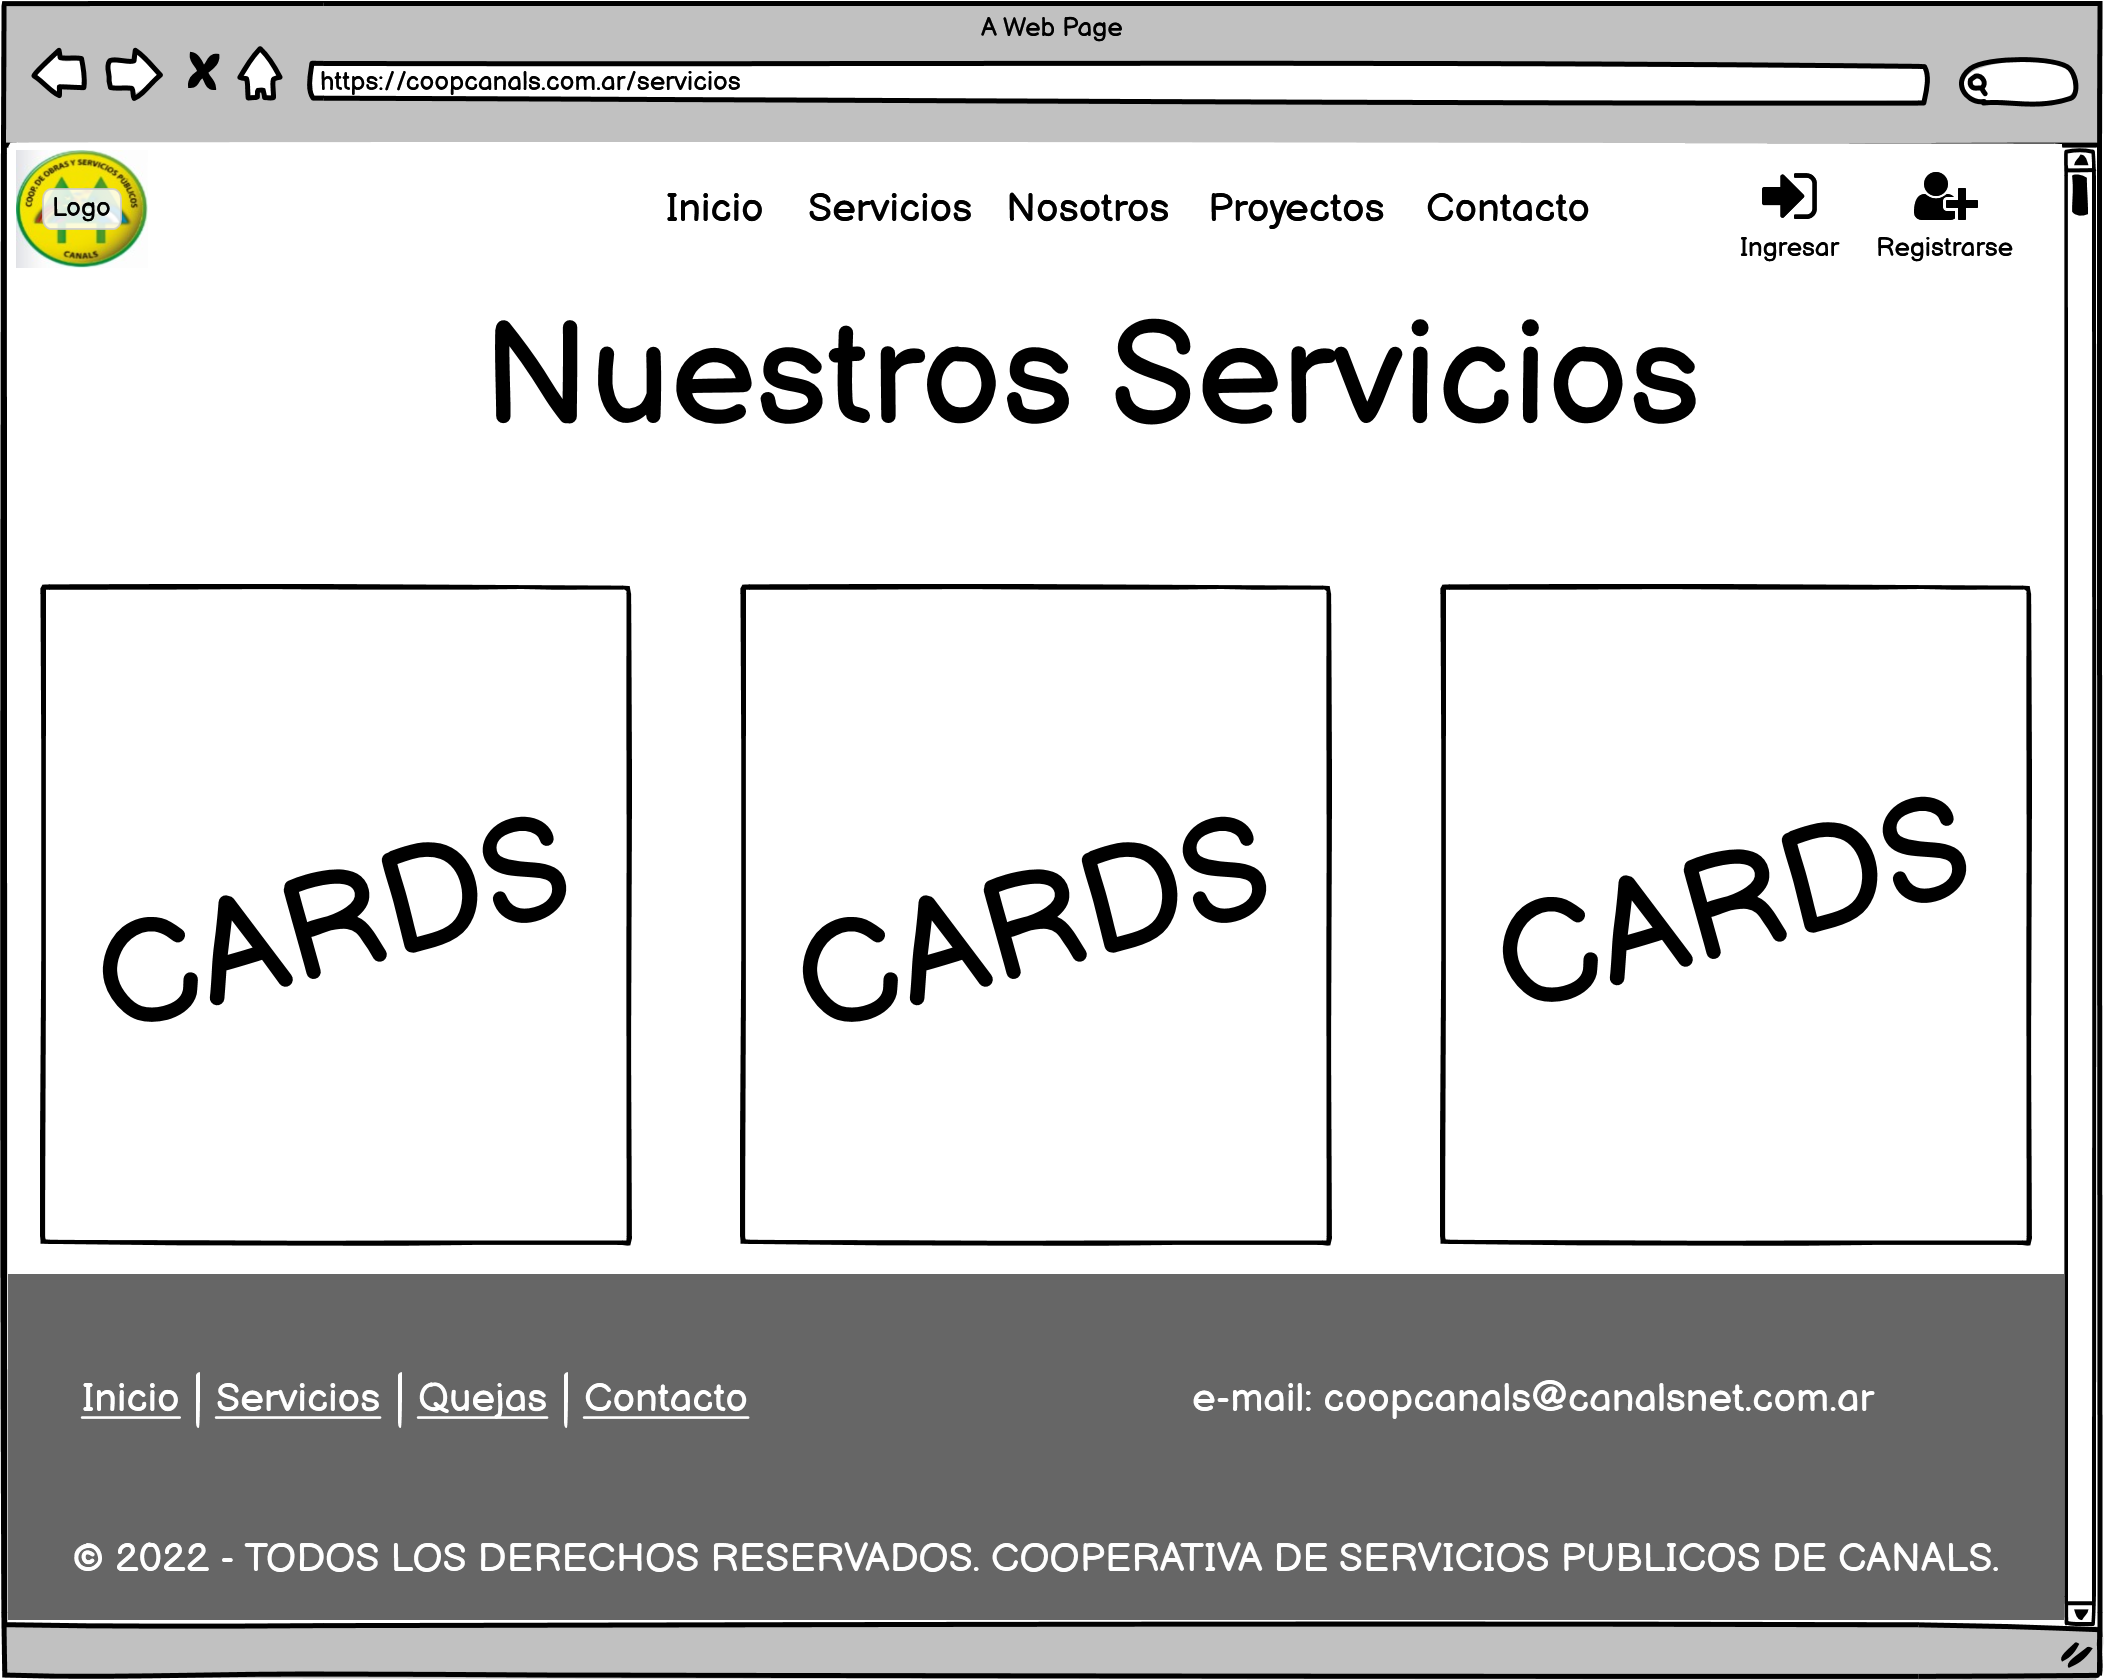 A Web Page
https://coopcanals.com.ar/servicios
COOP. DE OBRAS Y SERVICIOS PUBLICOS
Logo
CANALS
Inicio Servicios Nosotros Proyectos Contacto
Ingresar Registrarse
Nuestros Servicios
CARDS CARDS CARDS
Inicio | Servicios | Quejas | Contacto
e-mail: coopcanals@canalsnet.com.ar
© 2022 - TODOS LOS DERECHOS RESERVADOS. COOPERATIVA DE SERVICIOS PUBLICOS DE CANALS.